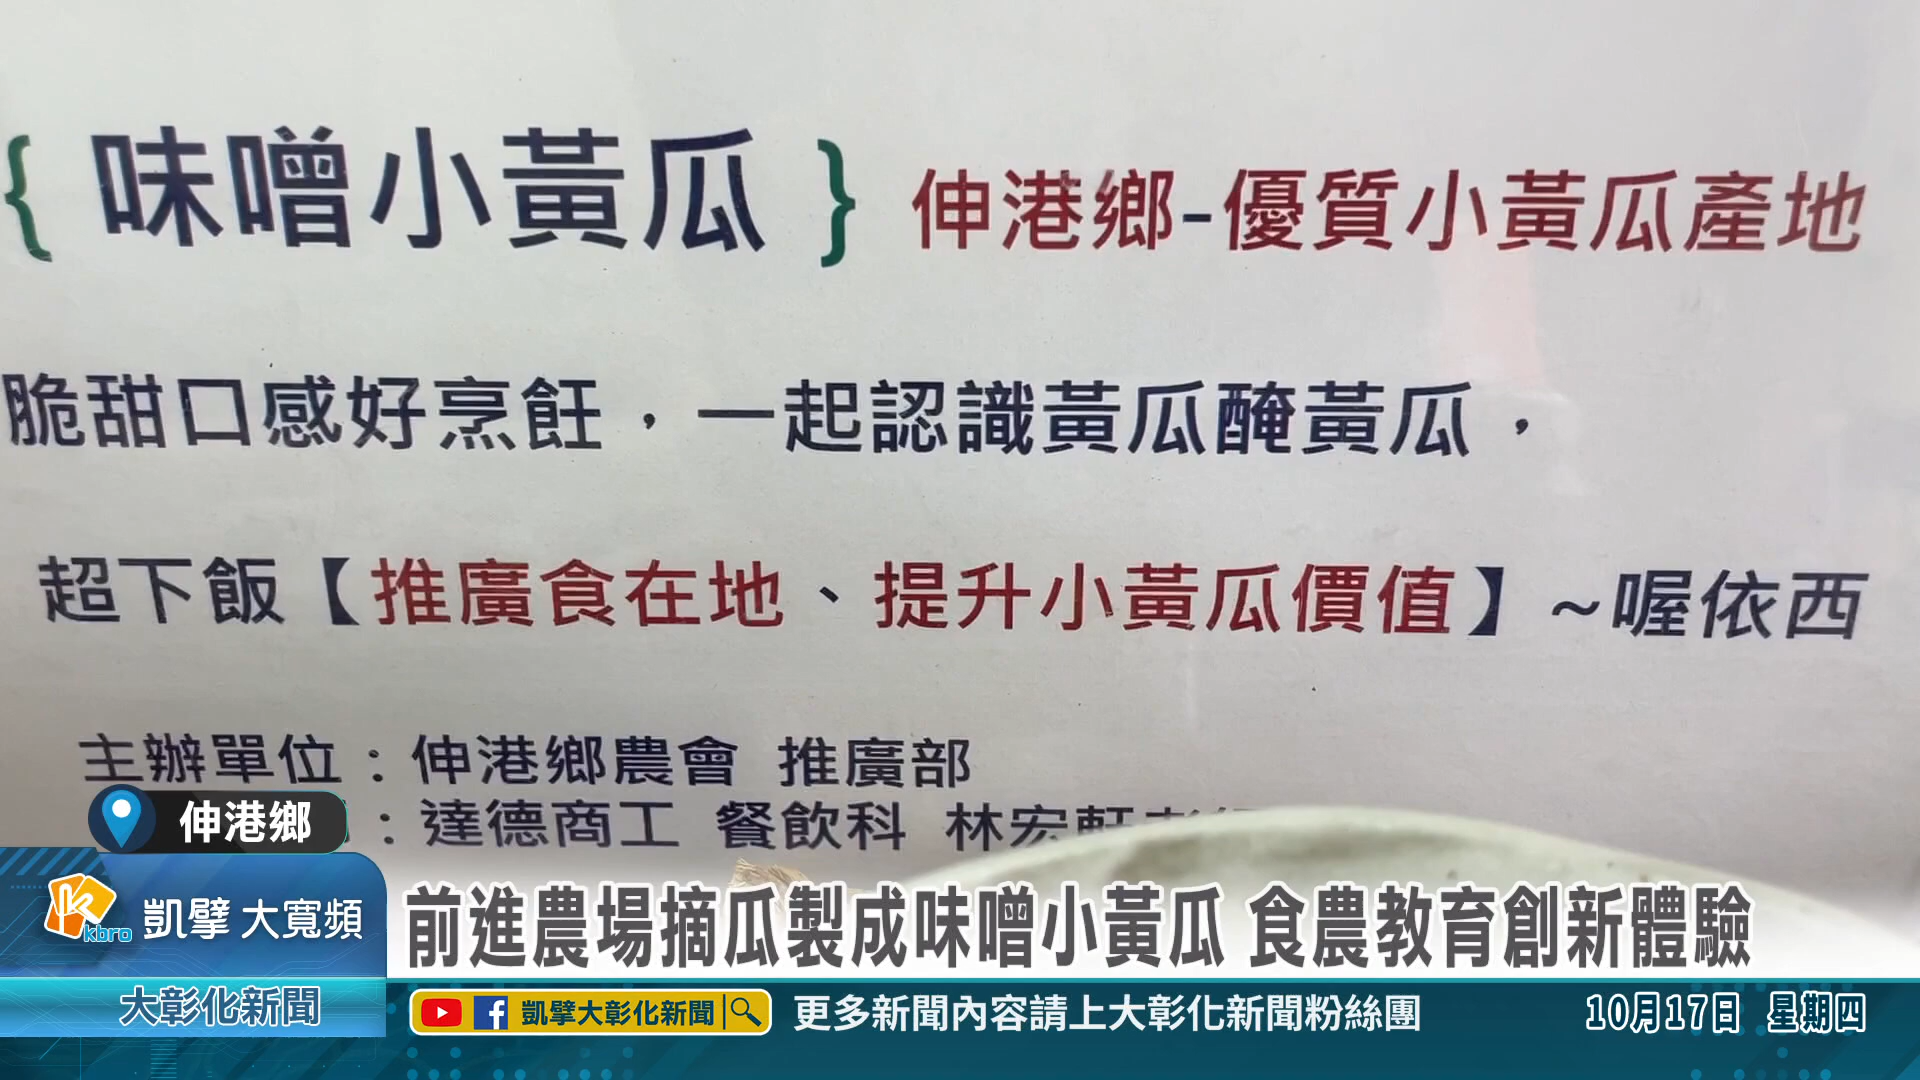 { 味噌小黃瓜 } 伸港鄉-優質小黃瓜產地
脆甜口感好烹飪，一起認識黃瓜醃黃瓜，
超下飯【推廣食在地、提升小黃瓜價值】~喔依西
主辦單位：伸港鄉農會 推廣部
：達德商工 餐飲科 林宏軒
伸港鄉
kbro 凱擘大寬頻
前進農場摘瓜製成味噌小黃瓜 食農教育創新體驗
大彰化新聞
凱擘大彰化新聞
更多新聞內容請上大彰化新聞粉絲團
10月17日 星期四